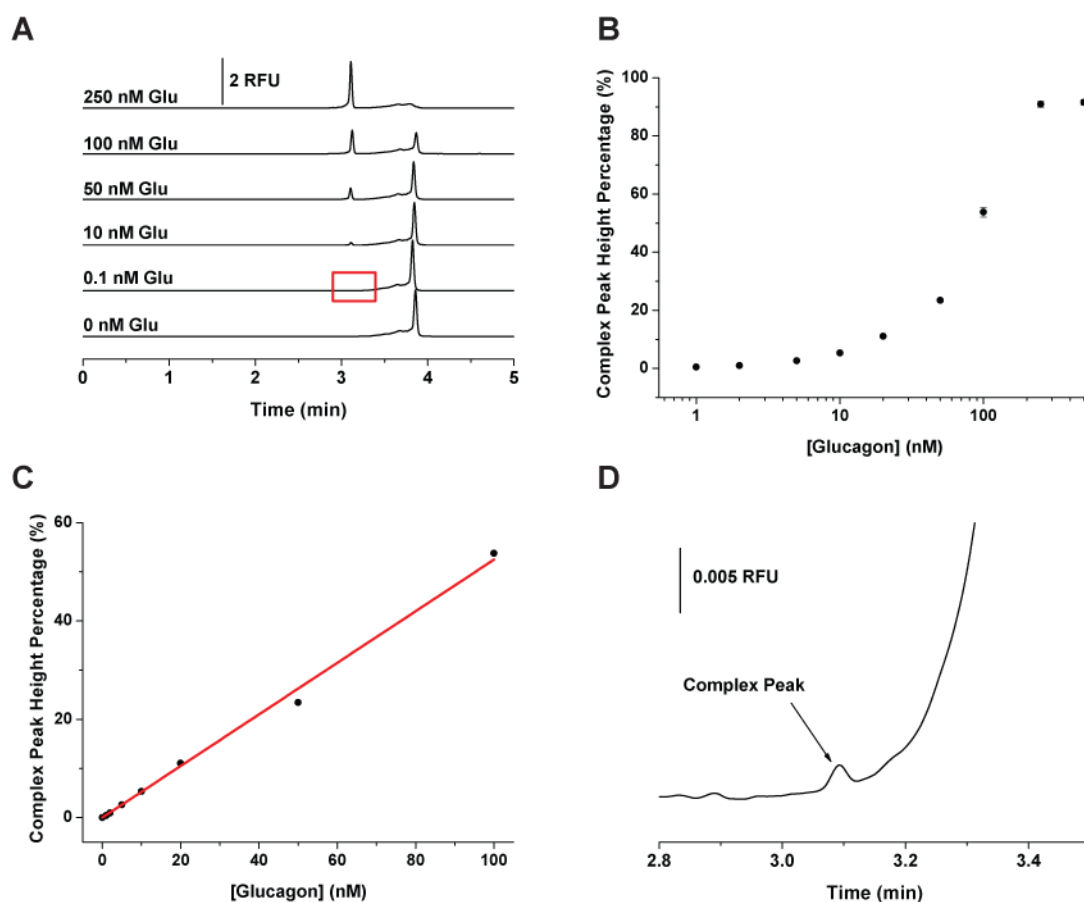 A
2 RFU
250 nM Glu
100 nM Glu
50 nM Glu
10 nM Glu
0.1 nM Glu
0 nM Glu
0 1 2 3 4 5
Time (min)
B
Complex Peak Height Percentage (%)
100
80
60
40
20
0
1 10 100
[Glucagon] (nM)
C
Complex Peak Height Percentage (%)
60
40
20
0
0 20 40 60 80 100
[Glucagon] (nM)
D
0.005 RFU
Complex Peak
2.8 3.0 3.2 3.4
Time (min)